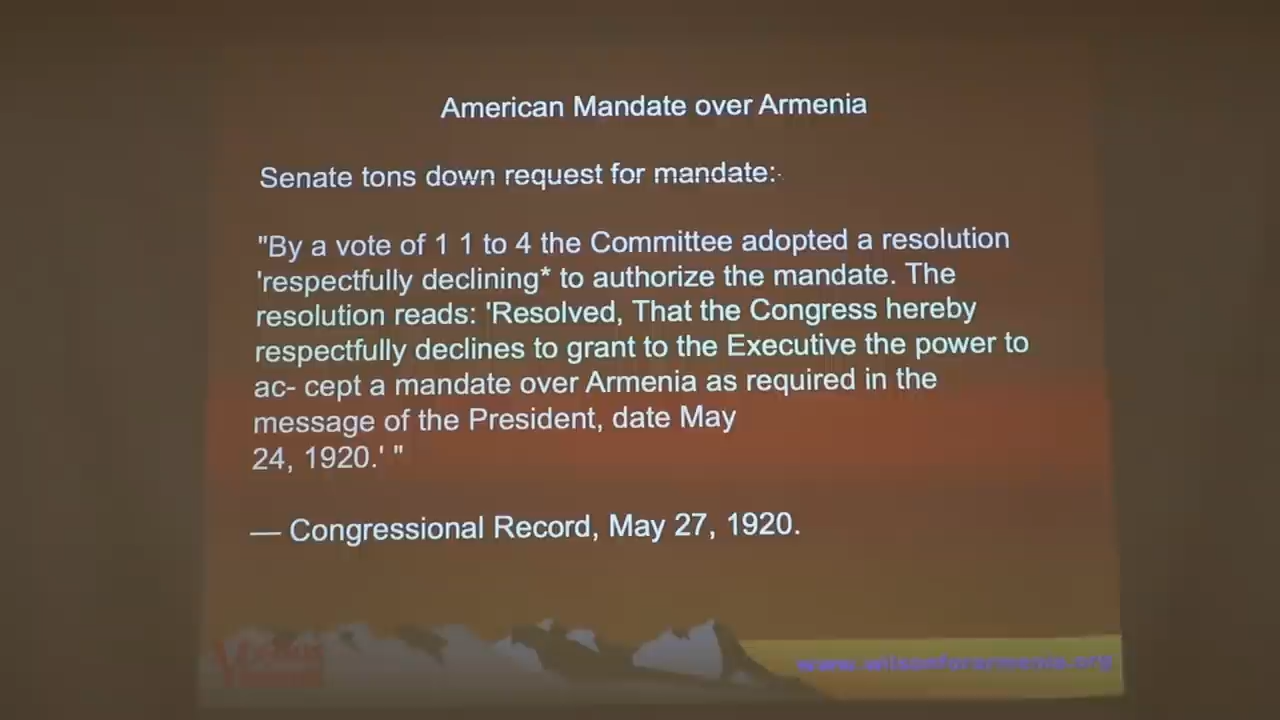 American Mandate over Armenia
Senate tons down request for mandate:
"By a vote of 1 1 to 4 the Committee adopted a resolution
'respectfully declining* to authorize the mandate. The
resolution reads: 'Resolved, That the Congress hereby
respectfully declines to grant to the Executive the power to
ac- cept a mandate over Armenia as required in the
message of the President, date May
24, 1920.' "
— Congressional Record, May 27, 1920.
www.wilsonforarmenia.org